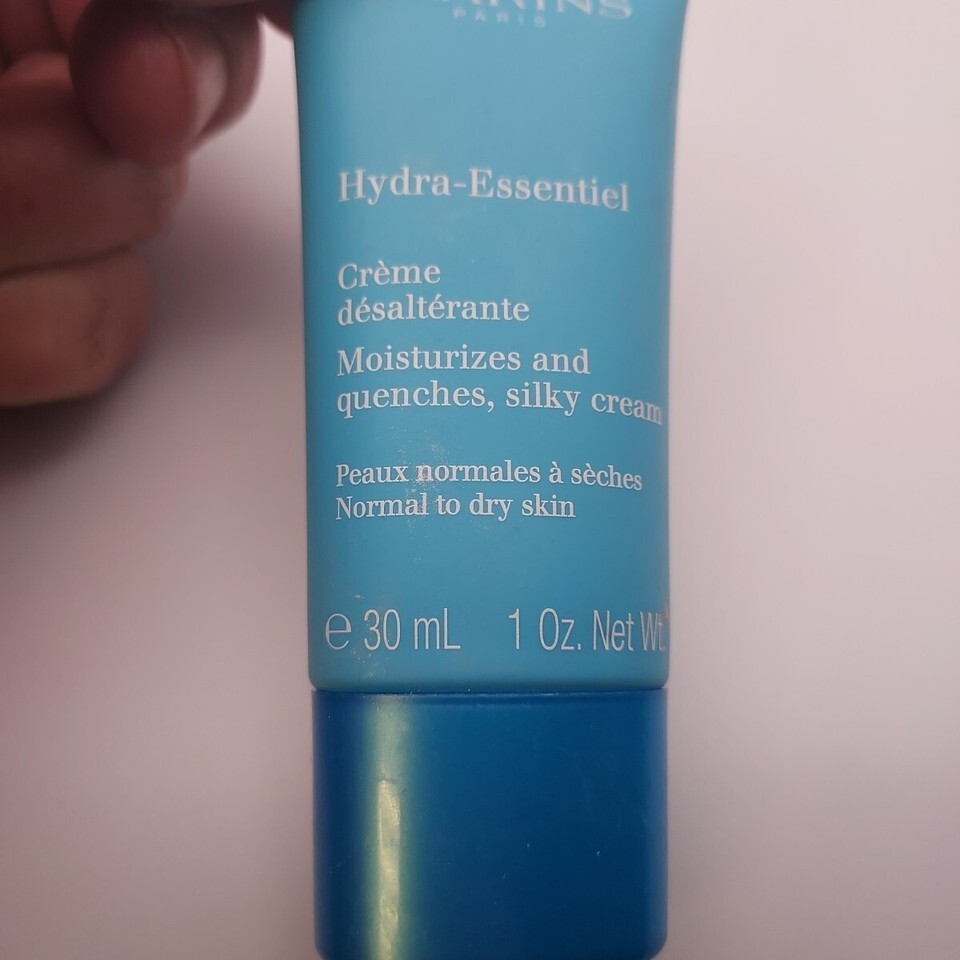 PARIS
Hydra-Essentiel
Crème
désaltérante
Moisturizes and
quenches, silky cream
Peaux normales à sèches
Normal to dry skin
e 30 mL 1 Oz. Net Wt.